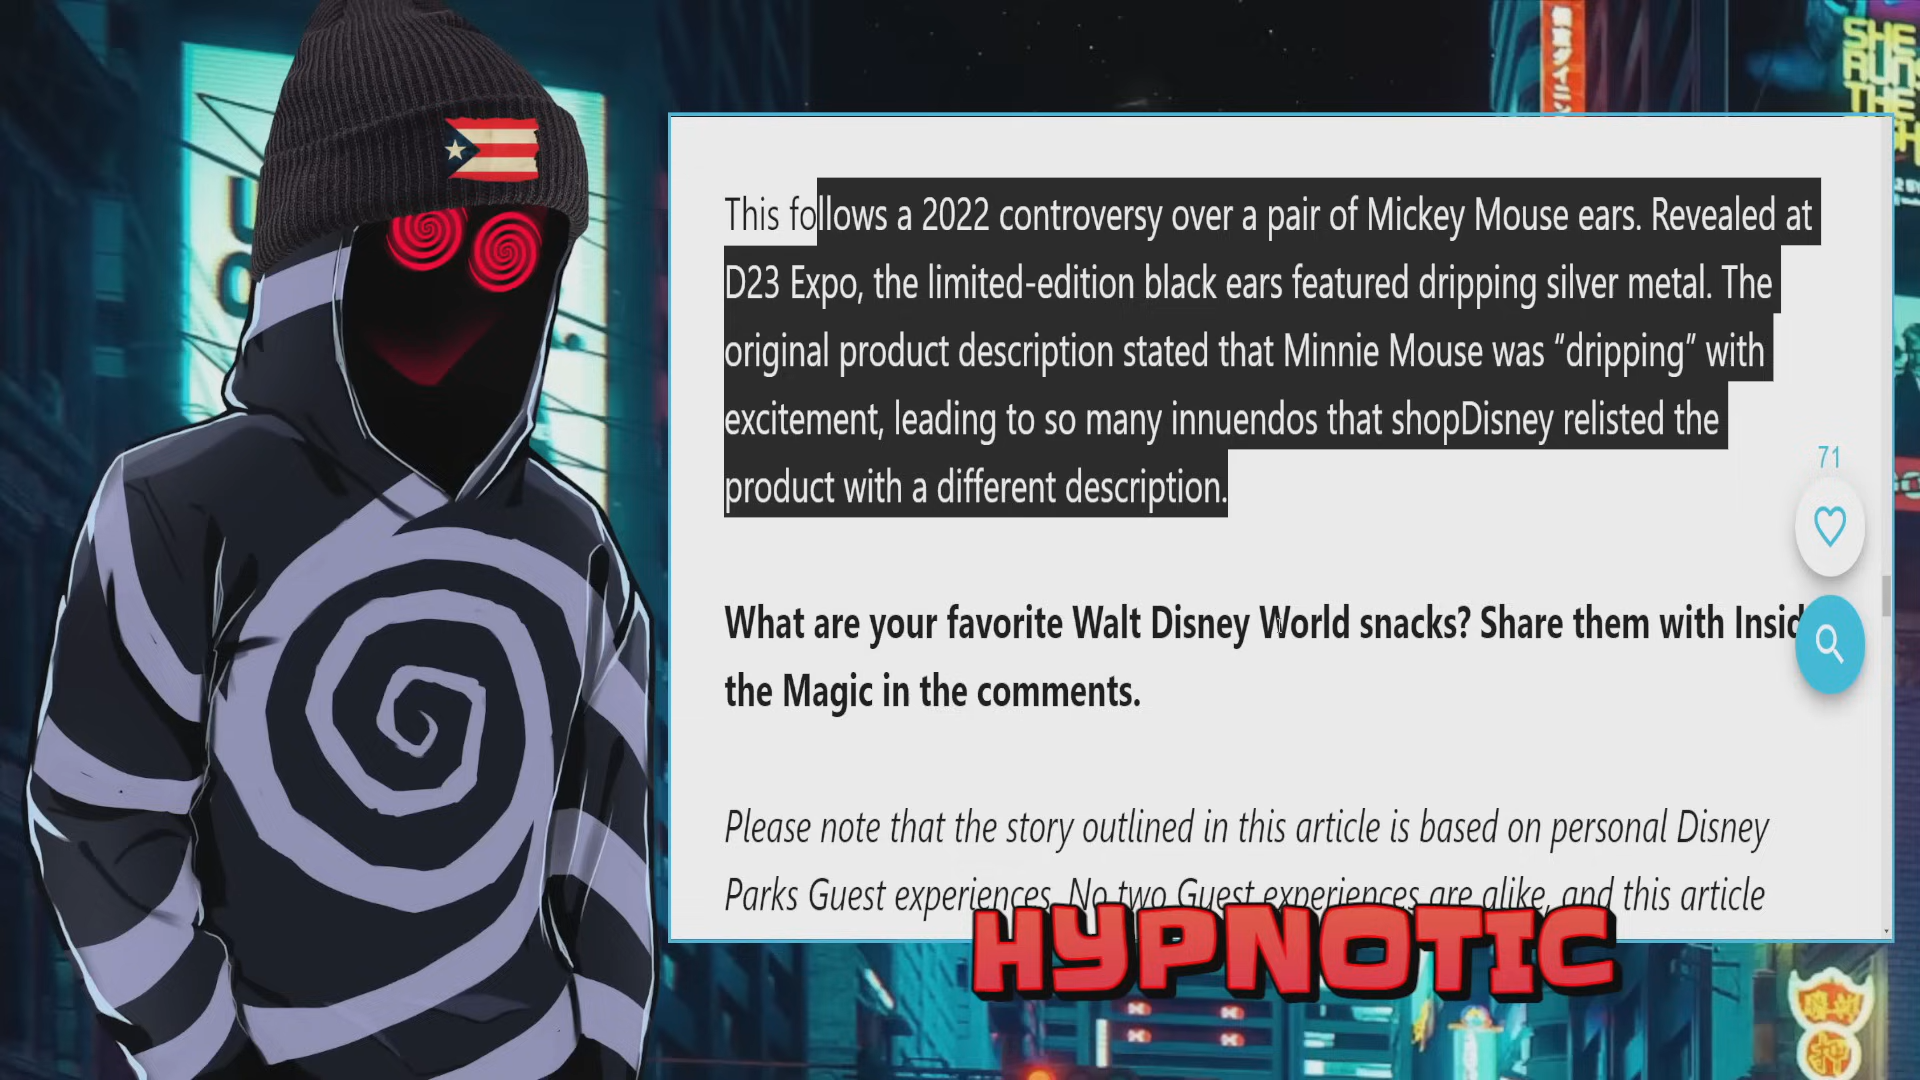 This follows a 2022 controversy over a pair of Mickey Mouse ears. Revealed at
D23 Expo, the limited-edition black ears featured dripping silver metal. The
original product description stated that Minnie Mouse was “dripping” with
excitement, leading to so many innuendos that shopDisney relisted the
product with a different description.
71
What are your favorite Walt Disney World snacks? Share them with Insid
the Magic in the comments.
Please note that the story outlined in this article is based on personal Disney
Parks Guest experiences. No two Guest experiences are alike, and this article
HYPNOTIC
SHE
RUNS
THE